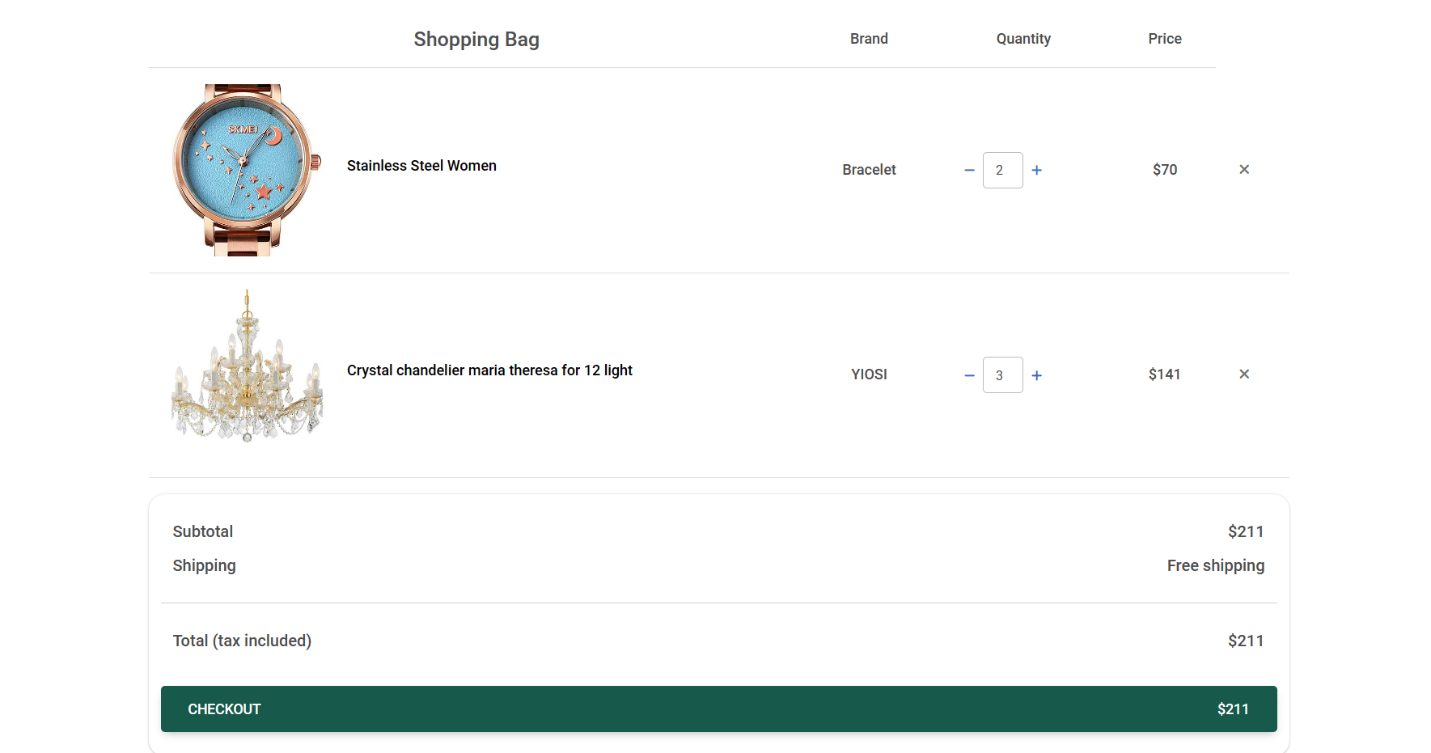 Shopping Bag Brand Quantity Price
SKMEI
Stainless Steel Women Bracelet − 2 + $70 ×
Crystal chandelier maria theresa for 12 light YIOSI − 3 + $141 ×
Subtotal $211
Shipping Free shipping
Total (tax included) $211
CHECKOUT $211